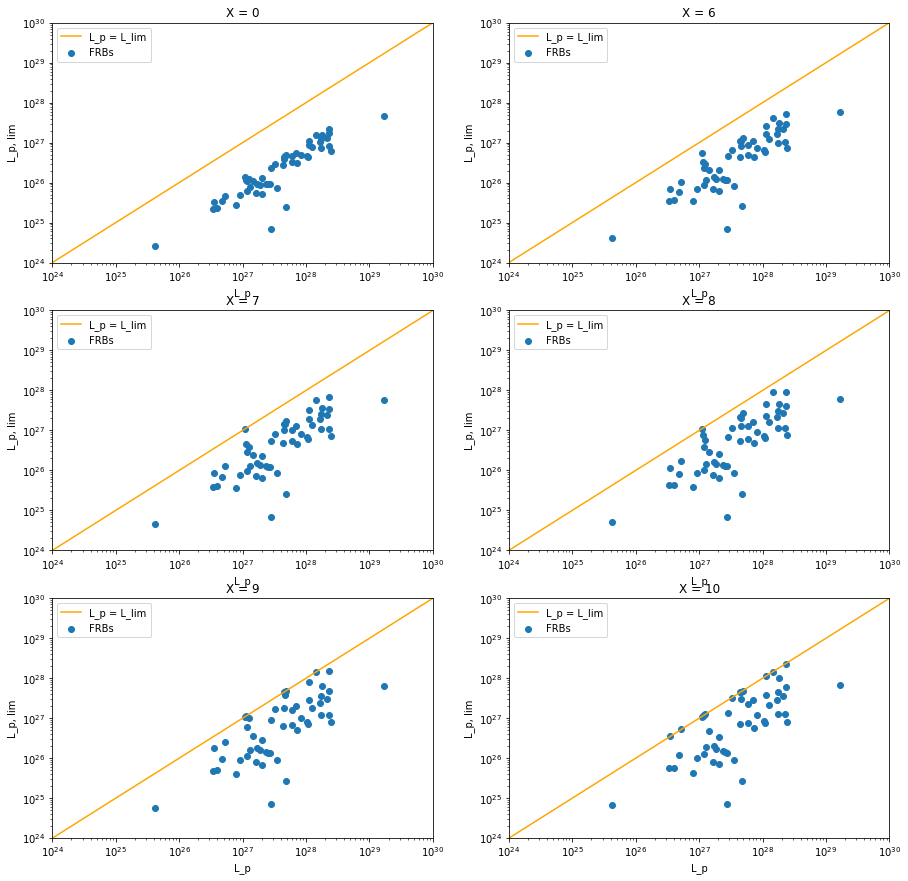 X = 0
L_p = L_lim
FRBs
10^30
10^29
10^28
10^27
10^26
10^25
10^24
L_p, lim
10^24 10^25 10^26 10^27 10^28 10^29 10^30
L_p
X = 6
L_p = L_lim
FRBs
10^30
10^29
10^28
10^27
10^26
10^25
10^24
L_p, lim
10^24 10^25 10^26 10^27 10^28 10^29 10^30
L_p
X = 7
L_p = L_lim
FRBs
10^30
10^29
10^28
10^27
10^26
10^25
10^24
L_p, lim
10^24 10^25 10^26 10^27 10^28 10^29 10^30
L_p
X = 8
L_p = L_lim
FRBs
10^30
10^29
10^28
10^27
10^26
10^25
10^24
L_p, lim
10^24 10^25 10^26 10^27 10^28 10^29 10^30
L_p
X = 9
L_p = L_lim
FRBs
10^30
10^29
10^28
10^27
10^26
10^25
10^24
L_p, lim
10^24 10^25 10^26 10^27 10^28 10^29 10^30
L_p
X = 10
L_p = L_lim
FRBs
10^30
10^29
10^28
10^27
10^26
10^25
10^24
L_p, lim
10^24 10^25 10^26 10^27 10^28 10^29 10^30
L_p